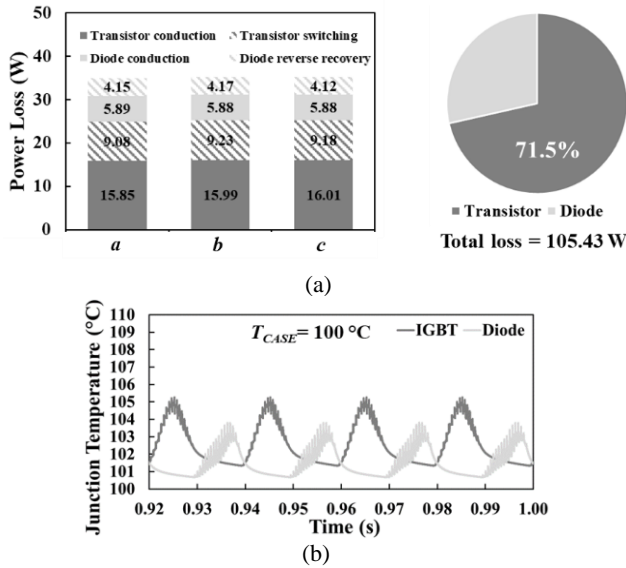 50
40
30
20
10
0
Power Loss (W)
Transistor conduction
Transistor switching
Diode conduction
Diode reverse recovery
4.15
4.17
4.12
5.89
5.88
5.88
9.08
9.23
9.18
15.85
15.99
16.01
a
b
c
71.5%
Transistor Diode
Total loss = 105.43 W
(a)
110
109
108
107
106
105
104
103
102
101
100
Junction Temperature (°C)
T_CASE = 100 °C
IGBT
Diode
0.92 0.93 0.94 0.95 0.96 0.97 0.98 0.99 1.00
Time (s)
(b)